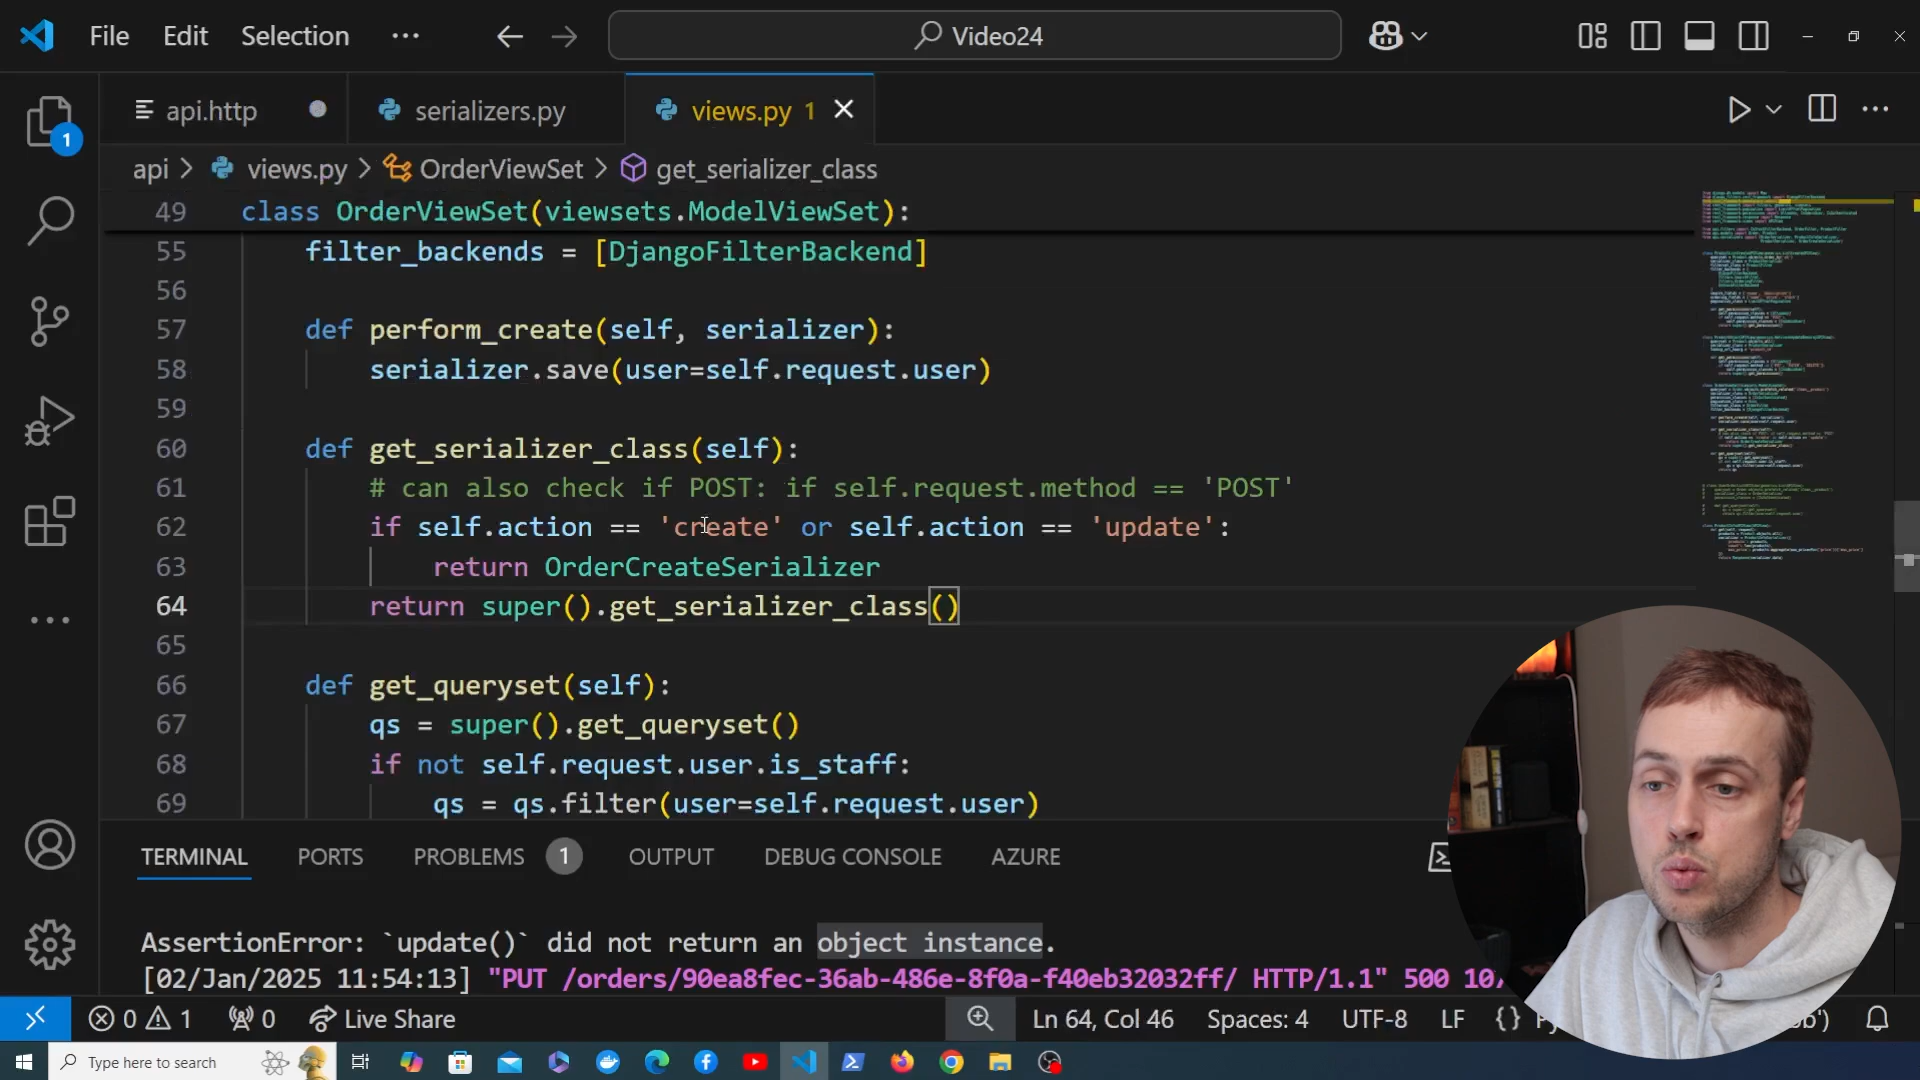 File Edit Selection ··· Video24
api.http serializers.py views.py 1
api > views.py > OrderViewSet > get_serializer_class
49 class OrderViewSet(viewsets.ModelViewSet):
55 filter_backends = [DjangoFilterBackend]
56
57 def perform_create(self, serializer):
58 serializer.save(user=self.request.user)
59
60 def get_serializer_class(self):
61 # can also check if POST: if self.request.method == 'POST'
62 if self.action == 'create' or self.action == 'update':
63 return OrderCreateSerializer
64 return super().get_serializer_class()
65
66 def get_queryset(self):
67 qs = super().get_queryset()
68 if not self.request.user.is_staff:
69 qs = qs.filter(user=self.request.user)
1
TERMINAL PORTS PROBLEMS 1 OUTPUT DEBUG CONSOLE AZURE
AssertionError: `update()` did not return an object instance.
[02/Jan/2025 11:54:13] "PUT /orders/90ea8fec-36ab-486e-8f0a-f40eb32032ff/ HTTP/1.1" 500
0 1 0 Live Share Ln 64, Col 46 Spaces: 4 UTF-8 LF {}
Type here to search